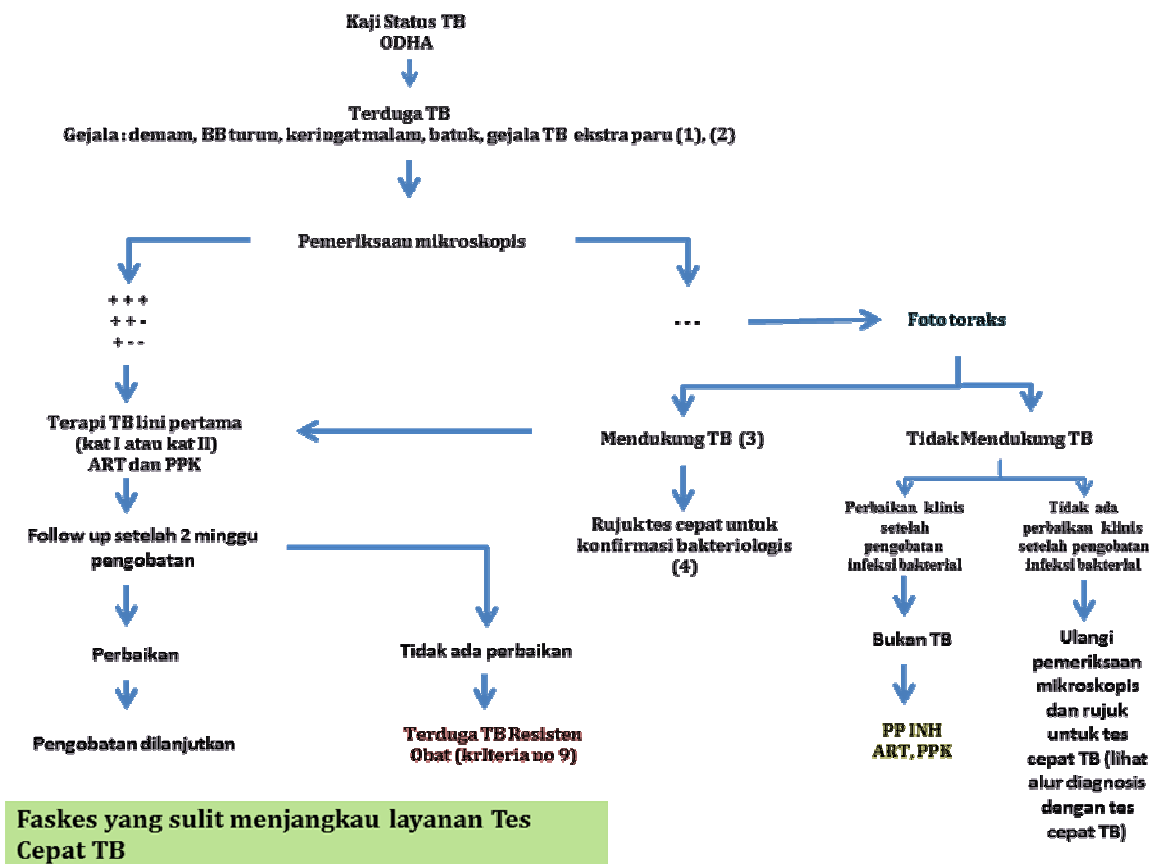 Kaji Status TB
ODHA
Terduga TB
Gejala : demam, BB turun, keringat malam, batuk, gejala TB ekstra paru (1), (2)
Pemeriksaan mikroskopis
+ + +
+ + -
+ - -
- - -
Foto toraks
Terapi TB lini pertama
(kat I atau kat II)
ART dan PPK
Mendukung TB (3)
Tidak Mendukung TB
Follow up setelah 2 minggu
pengobatan
Rujuk tes cepat untuk
konfirmasi bakteriologis
(4)
Perbaikan klinis
setelah
pengobatan
infeksi bakterial
Tidak ada
perbaikan klinis
setelah pengobatan
infeksi bakterial
Perbaikan
Tidak ada perbaikan
Bukan TB
Ulangi
pemeriksaan
mikroskopis
dan rujuk
untuk tes
cepat TB (lihat
alur diagnosis
dengan tes
cepat TB)
Pengobatan dilanjutkan
Terduga TB Resisten
Obat (kriteria no 9)
PP INH
ART, PPK
Faskes yang sulit menjangkau layanan Tes
Cepat TB